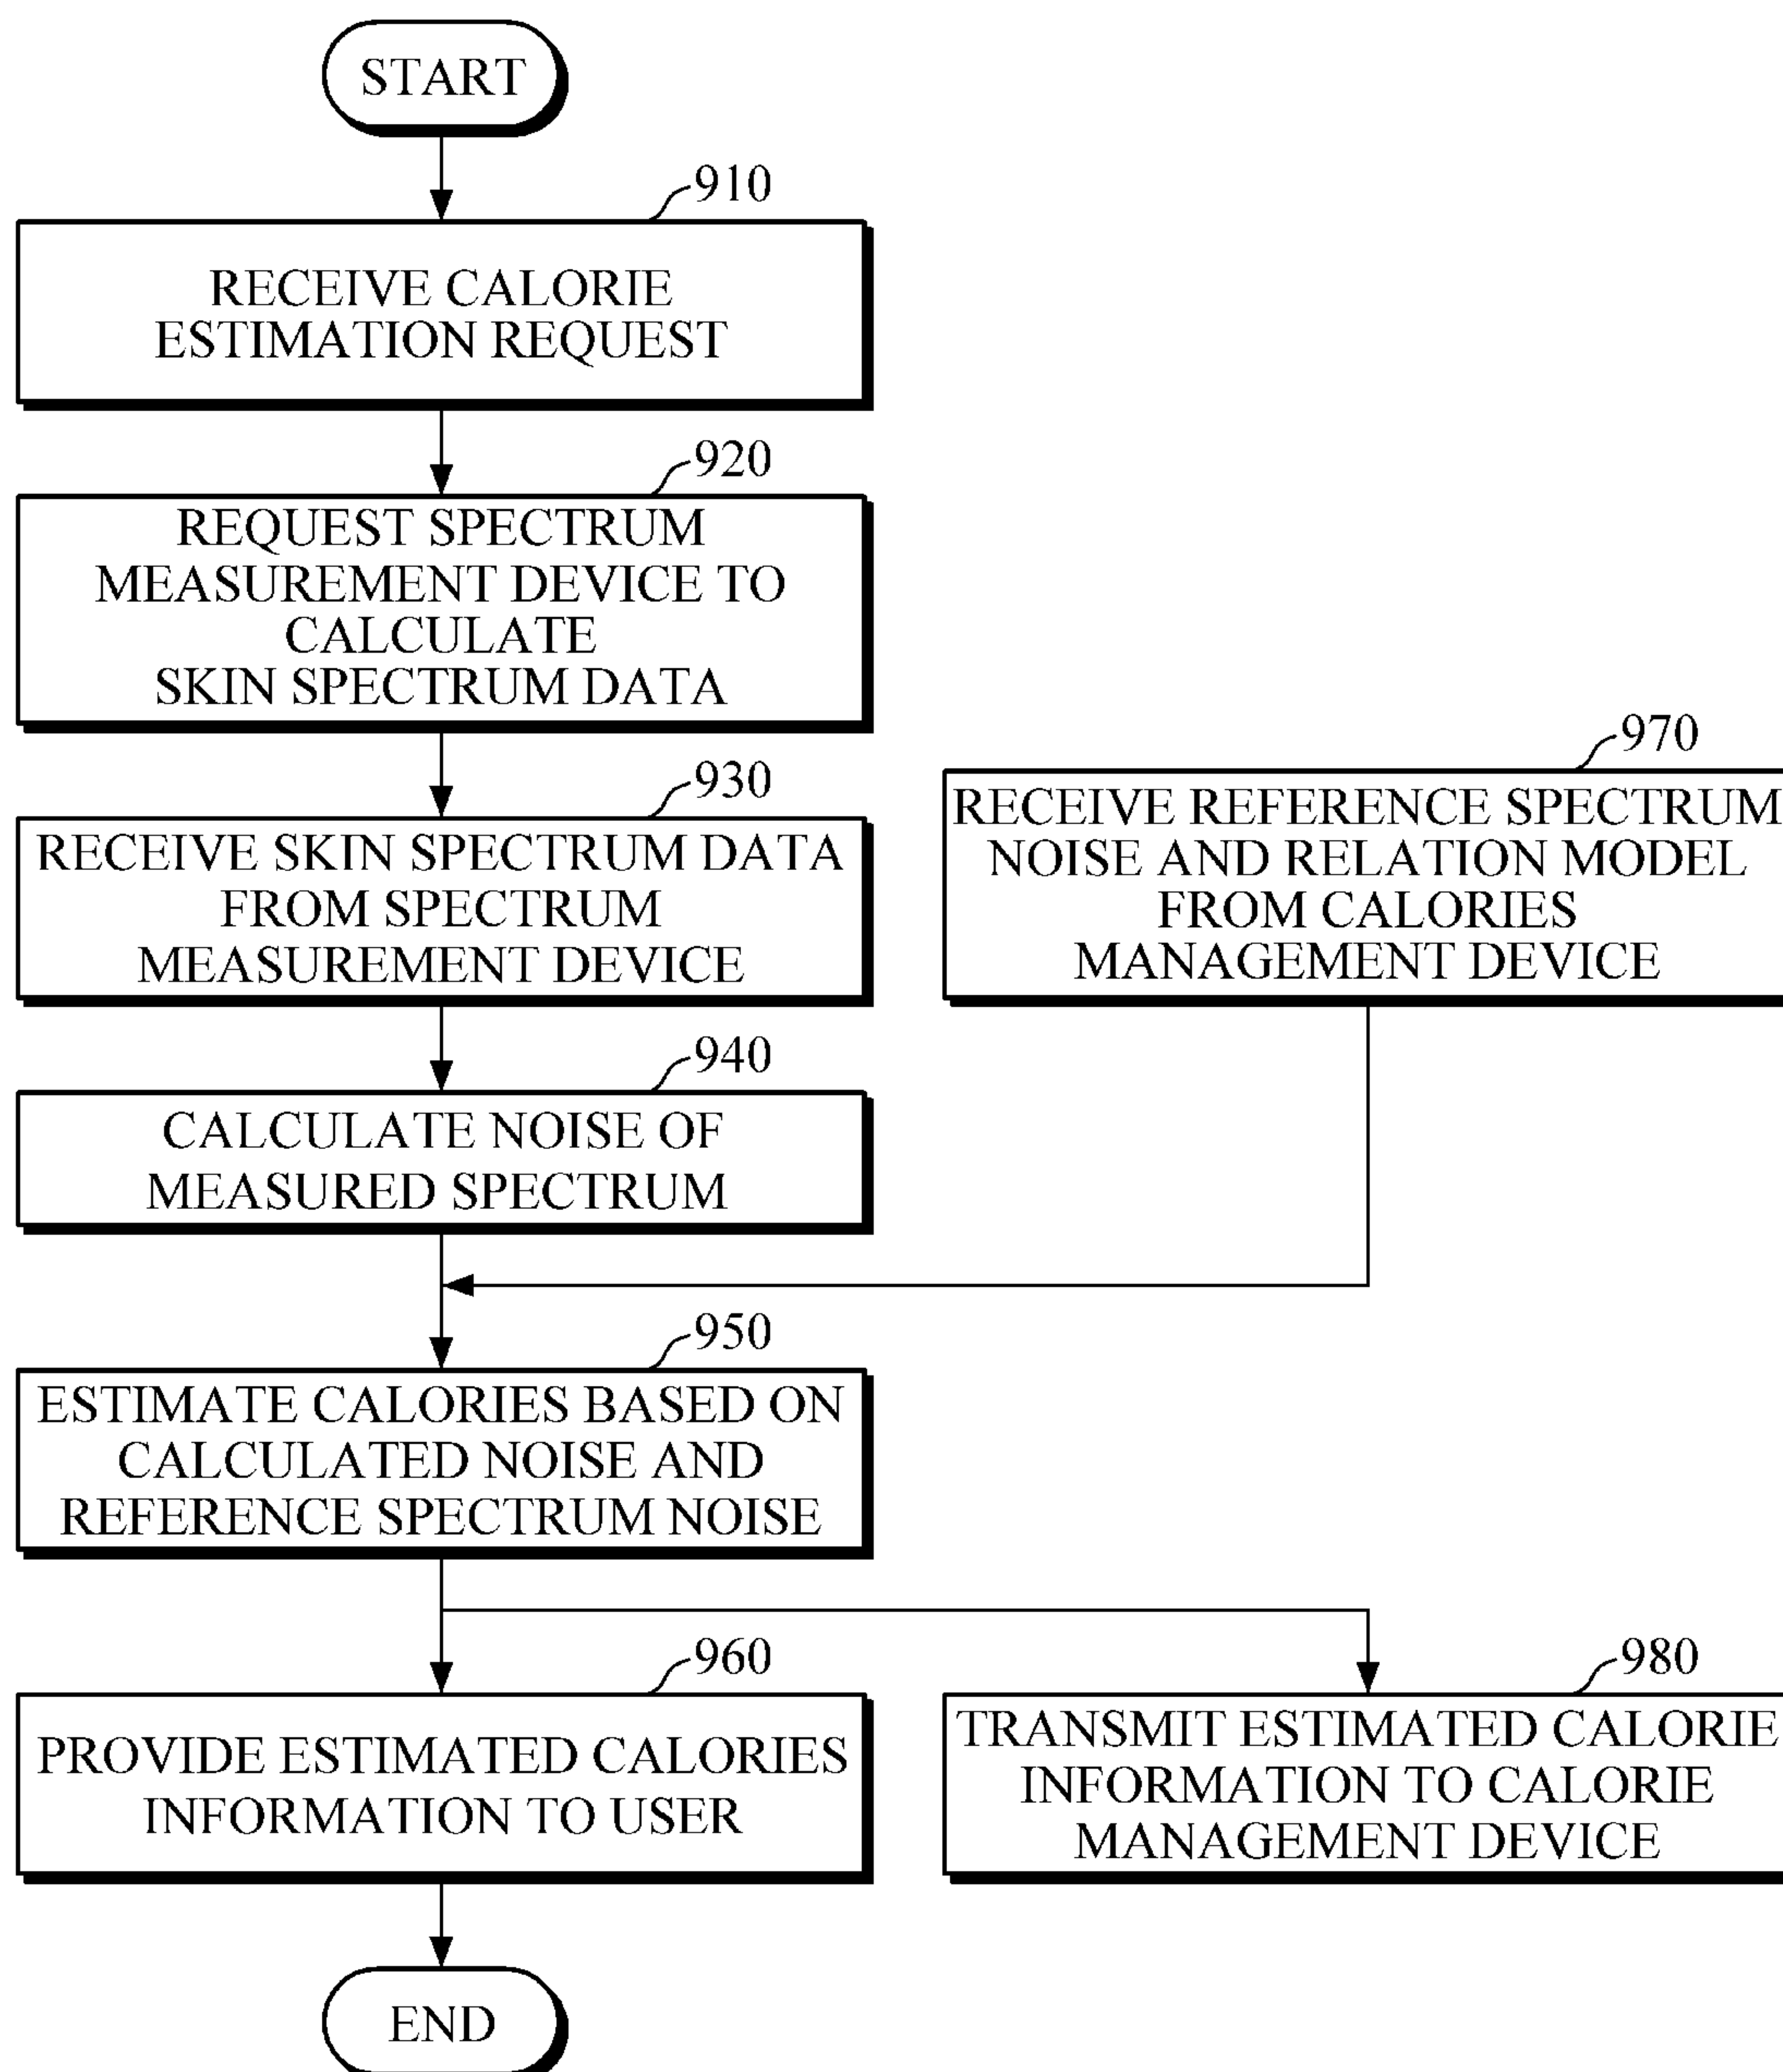 START
910
RECEIVE CALORIE
ESTIMATION REQUEST
920
REQUEST SPECTRUM
MEASUREMENT DEVICE TO
CALCULATE
SKIN SPECTRUM DATA
930
RECEIVE SKIN SPECTRUM DATA
FROM SPECTRUM
MEASUREMENT DEVICE
970
RECEIVE REFERENCE SPECTRUM
NOISE AND RELATION MODEL
FROM CALORIES
MANAGEMENT DEVICE
940
CALCULATE NOISE OF
MEASURED SPECTRUM
950
ESTIMATE CALORIES BASED ON
CALCULATED NOISE AND
REFERENCE SPECTRUM NOISE
960
PROVIDE ESTIMATED CALORIES
INFORMATION TO USER
980
TRANSMIT ESTIMATED CALORIE
INFORMATION TO CALORIE
MANAGEMENT DEVICE
END